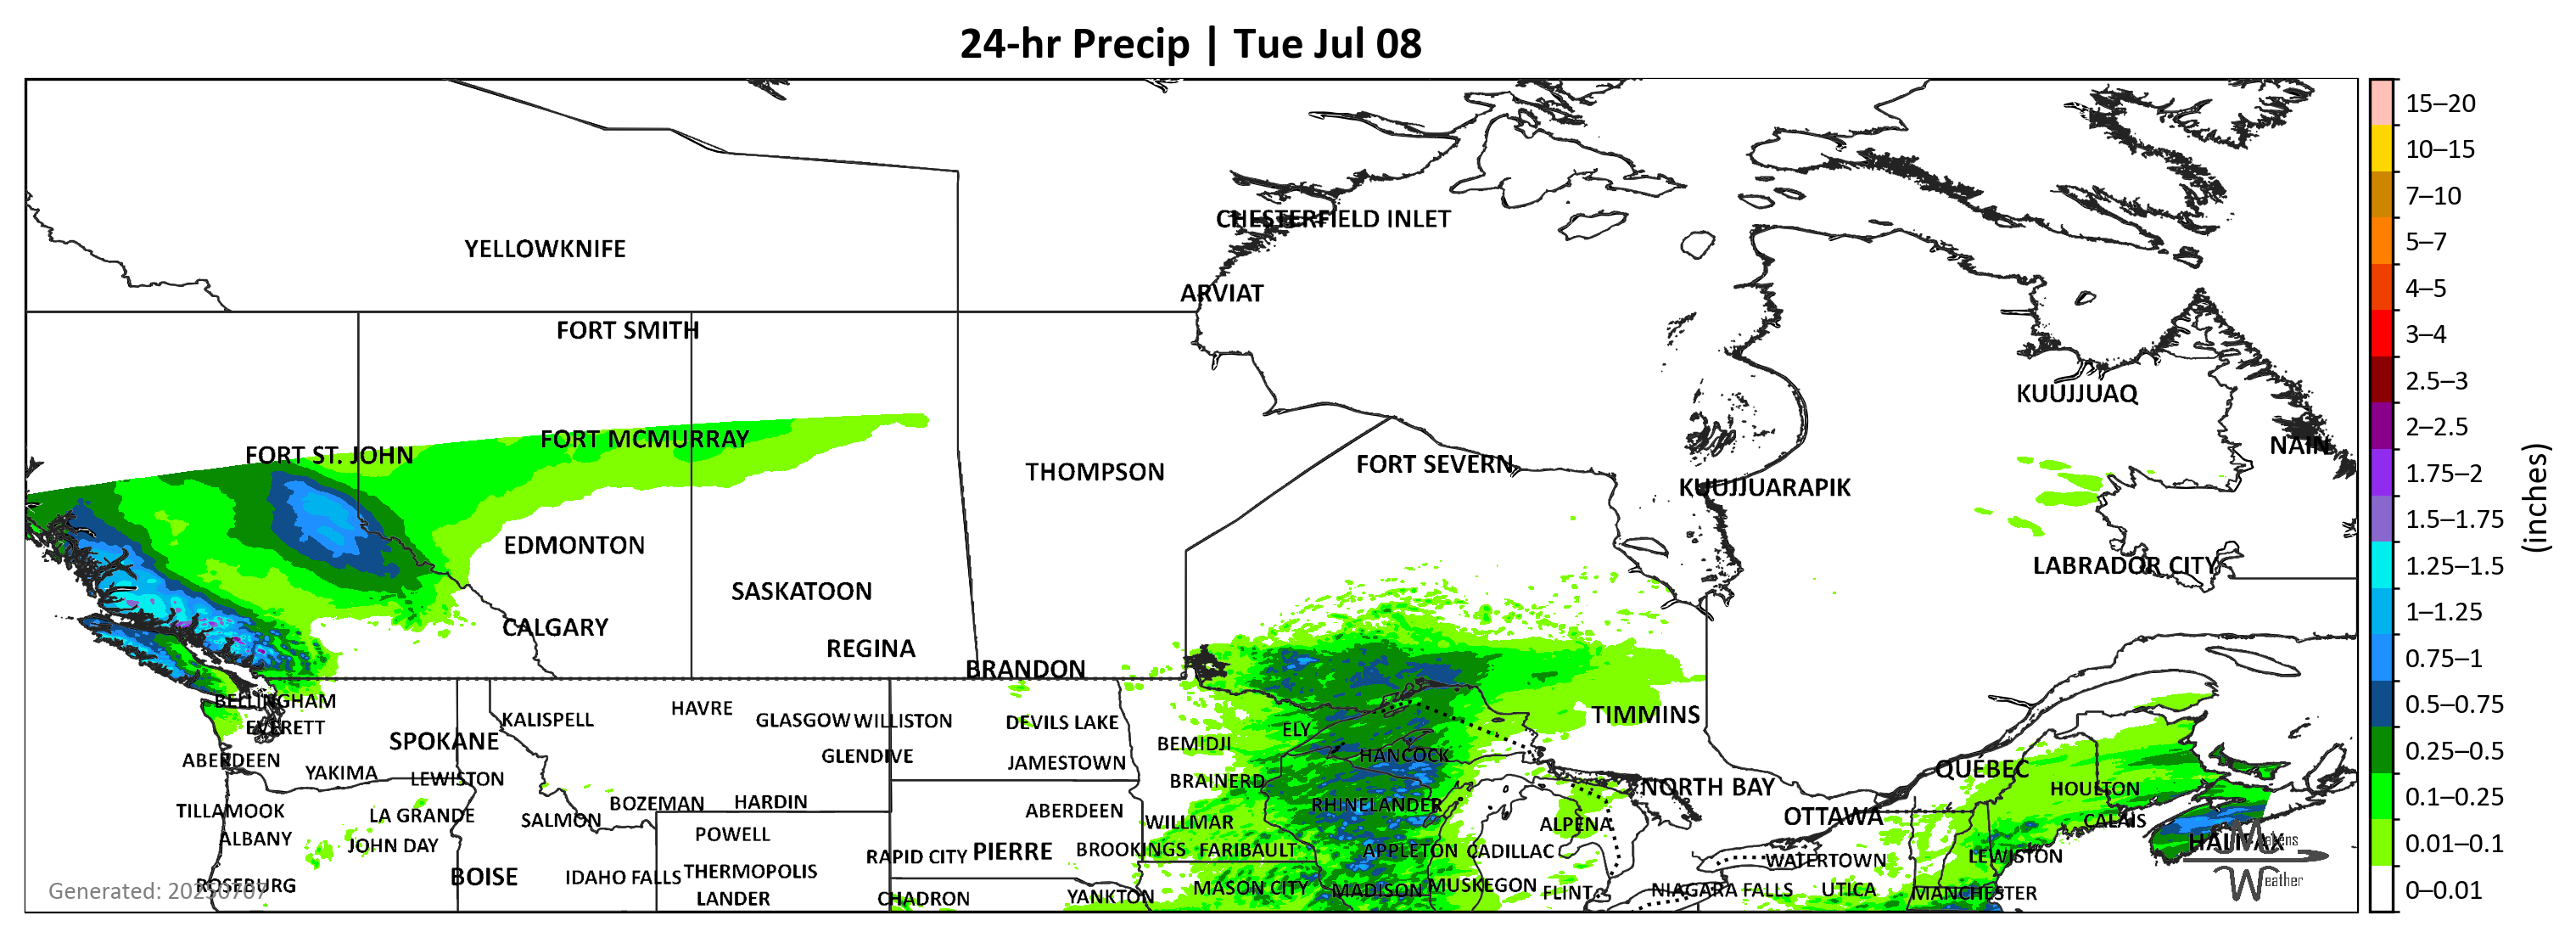 24-hr Precip | Tue Jul 08
CHESTERFIELD INLET
YELLOWKNIFE
ARVIAT
FORT SMITH
KUUJJUAQ
FORT MCMURRAY
NAIN
FORT ST. JOHN
FORT SEVERN
THOMPSON
KUUJJUARAPIK
EDMONTON
LABRADOR CITY
SASKATOON
CALGARY
REGINA
BRANDON
BELLINGHAM
HAVRE
KALISPELL
GLASGOW WILLISTON
DEVILS LAKE
TIMMINS
EVERETT
ELY
SPOKANE
BEMIDJI
GLENDIVE
HANCOCK
ABERDEEN
JAMESTOWN
QUÉBEC
YAKIMA
LEWISTON
BRAINERD
NORTH BAY
HOULTON
BOZEMAN
HARDIN
RHINELANDER
TILLAMOOK
LA GRANDE
SALMON
ABERDEEN
WILLMAR
ALPENA
OTTAWA
CALAIS
ALBANY
POWELL
JOHN DAY
HALIFAX
RAPID CITY
PIERRE
BROOKINGS
FARIBAULT
APPLETON
CADILLAC
WATERTOWN
LEWISTON
BOISE
IDAHO FALLS
THERMOPOLIS
ROSEBURG
MASON CITY
MADISON
MUSKEGON
FLINT
NIAGARA FALLS
UTICA
MANCHESTER
LANDER
CHADRON
YANKTON
Generated: 20250707
Weather
15–20
10–15
7–10
5–7
4–5
3–4
2.5–3
2–2.5
1.75–2
1.5–1.75
1.25–1.5
1–1.25
0.75–1
0.5–0.75
0.25–0.5
0.1–0.25
0.01–0.1
0–0.01
(inches)